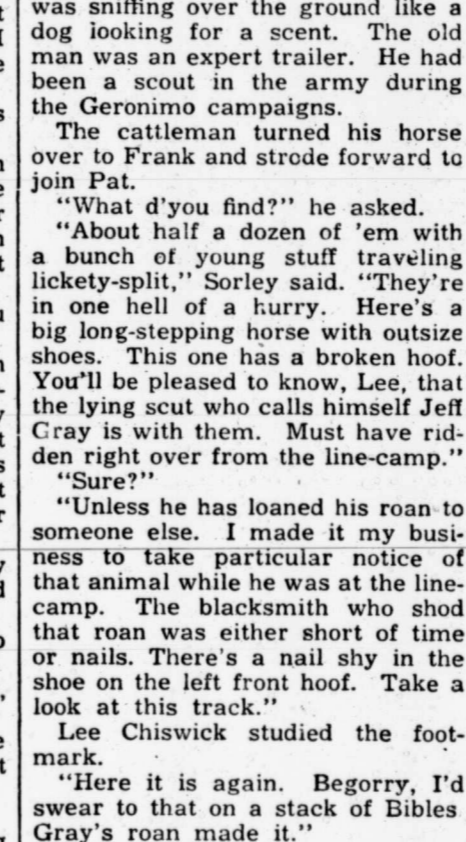 was sniffing over the ground like a
dog looking for a scent. The old
man was an expert trailer. He had
been a scout in the army during
the Geronimo campaigns.
The cattleman turned his horse
over to Frank and strode forward to
join Pat.
"What d'you find?" he asked.
"About half a dozen of 'em with
a bunch of young stuff traveling
lickety-split," Sorley said. "They're
in one hell of a hurry. Here's a
big long-stepping horse with outsize
shoes. This one has a broken hoof.
You'll be pleased to know, Lee, that
the lying scut who calls himself Jeff
Gray is with them. Must have rid-
den right over from the line-camp."
"Sure?"
"Unless he has loaned his roan to
someone else. I made it my busi-
ness to take particular notice of
that animal while he was at the line-
camp. The blacksmith who shod
that roan was either short of time
or nails. There's a nail shy in the
shoe on the left front hoof. Take a
look at this track."
Lee Chiswick studied the foot-
mark.
"Here it is again. Begorry, I'd
swear to that on a stack of Bibles
Gray's roan made it."